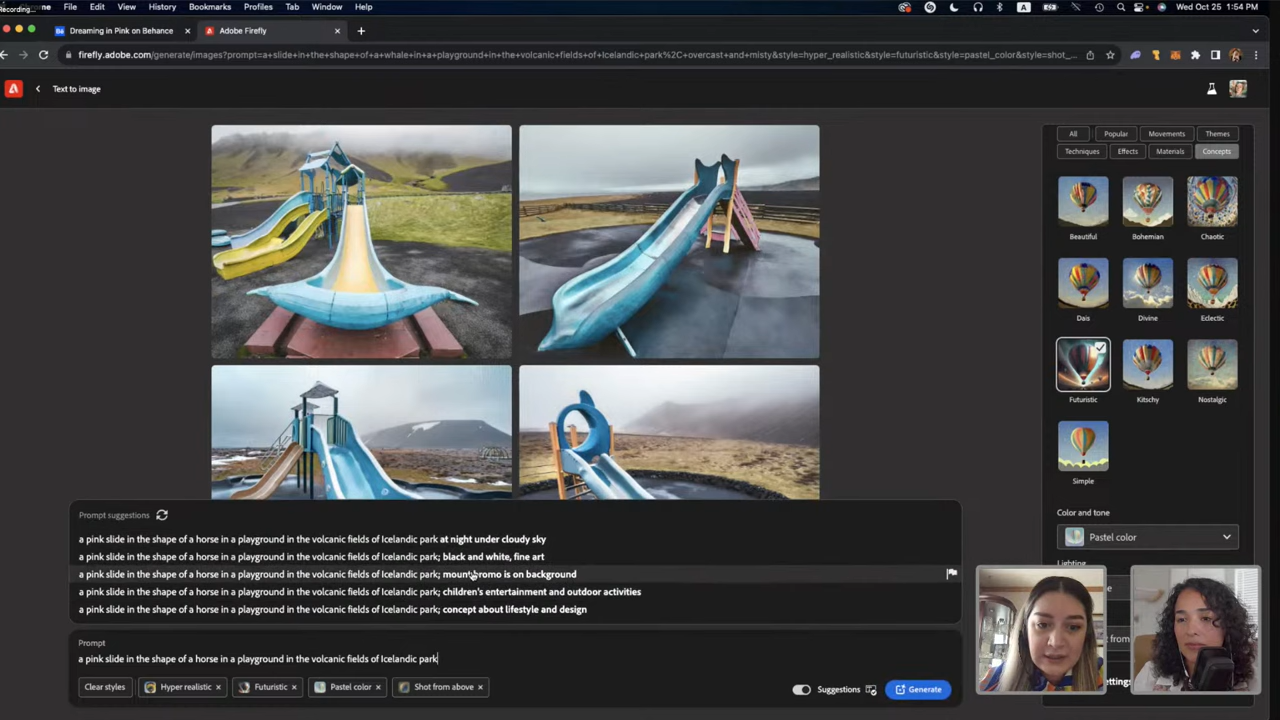 Recording...
File Edit View History Bookmarks Profiles Tab Window Help
A
Wed Oct 25 1:54 PM
Bē Dreaming in Pink on Behance
Adobe Firefly
firefly.adobe.com/generate/images?prompt=a+slide+in+the+shape+of+a+whale+in+a+playground+in+the+volcanic+fields+of+Icelandic+park%2C+overcast+and+misty&style=hyper_realistic&style=futuristic&style=pastel_color&style=shot_...
Text to image
All Popular Movements Themes
Techniques Effects Materials Concepts
Beautiful Bohemian Chaotic
Dais Divine Eclectic
Futuristic Kitschy Nostalgic
Simple
Color and tone
Pastel color
Lighting
Prompt suggestions
a pink slide in the shape of a horse in a playground in the volcanic fields of Icelandic park at night under cloudy sky
a pink slide in the shape of a horse in a playground in the volcanic fields of Icelandic park; black and white, fine art
a pink slide in the shape of a horse in a playground in the volcanic fields of Icelandic park; mount bromo is on background
a pink slide in the shape of a horse in a playground in the volcanic fields of Icelandic park; children's entertainment and outdoor activities
a pink slide in the shape of a horse in a playground in the volcanic fields of Icelandic park; concept about lifestyle and design
Prompt
a pink slide in the shape of a horse in a playground in the volcanic fields of Icelandic park
Clear styles Hyper realistic Futuristic Pastel color Shot from above
Suggestions Generate